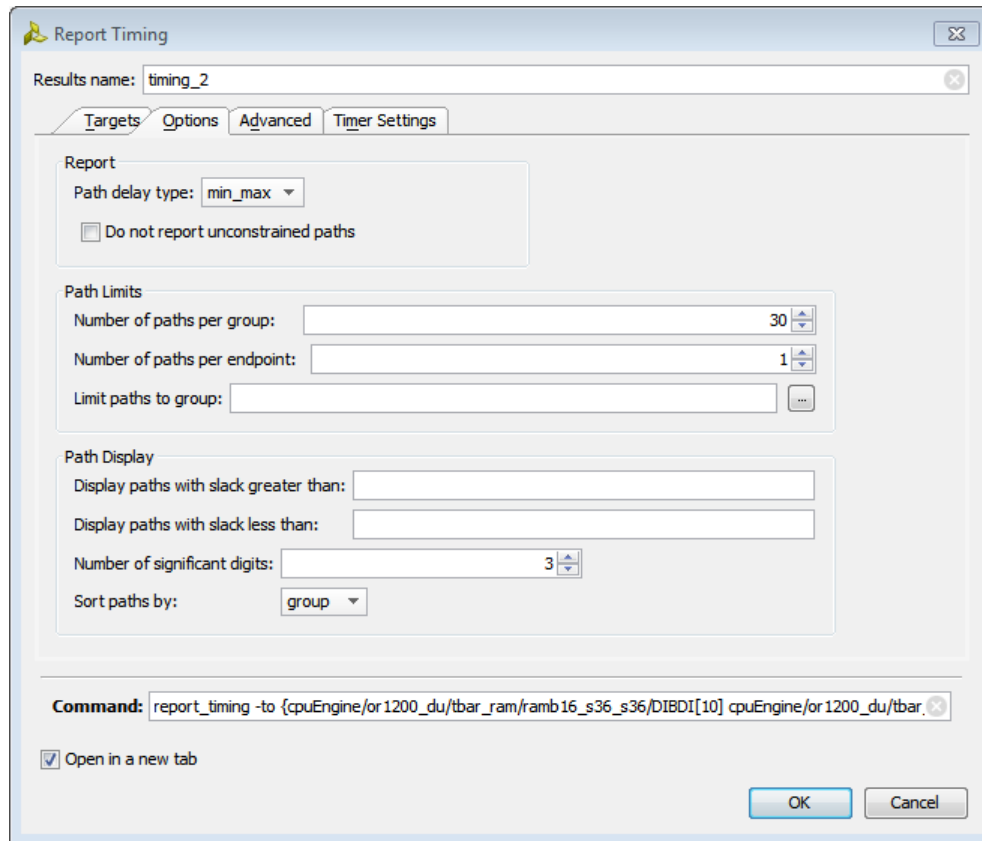 Report Timing
Results name: timing_2
Targets Options Advanced Timer Settings
Report
Path delay type: min_max
Do not report unconstrained paths
Path Limits
Number of paths per group: 30
Number of paths per endpoint: 1
Limit paths to group: ...
Path Display
Display paths with slack greater than:
Display paths with slack less than:
Number of significant digits: 3
Sort paths by: group
Command: report_timing -to {cpuEngine/or1200_du/tbar_ram/ramb16_s36_s36/DIBDI[10] cpuEngine/or1200_du/tbar_
Open in a new tab
OK Cancel